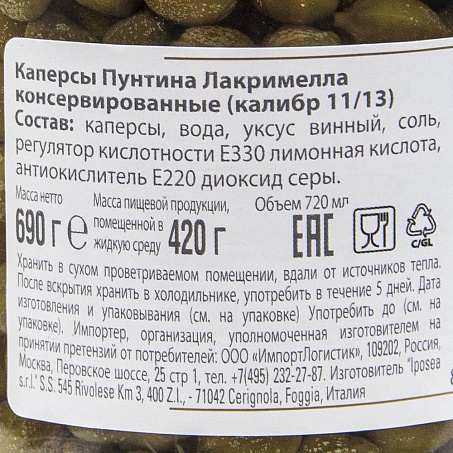 Каперсы Пунтина Лакримелла
консервированные (калибр 11/13)
Состав: каперсы, вода, уксус винный, соль,
регулятор кислотности Е330 лимонная кислота,
антиокислитель Е220 диоксид серы.
Масса нетто
690 г ℮
Масса пищевой продукции,
помещенной в
жидкую среду 420 г
Объем 720 мл
EAC
C/GL
Хранить в сухом проветриваемом помещении, вдали от источников тепла.
После вскрытия хранить в холодильнике, употребить в течение 5 дней. Дата
изготовления и упаковывания (см. на упаковке) Употребить до (см. на
упаковке). Импортер, организация, уполномоченная изготовителем на
принятии претензий от потребителей: ООО «ИмпортЛогистик», 109202, Россия,
Москва, Перовское шоссе, 25 стр 1, тел. +7(495) 232-27-87. Изготовитель "Iposea
s.r.l." S.S. 545 Rivolese Km 3, 400 Z.I., - 71042 Cerignola, Foggia, Италия